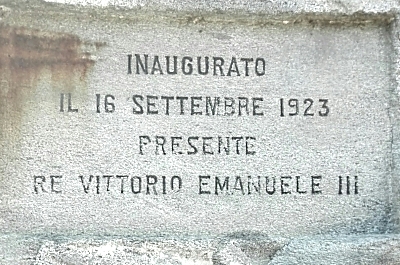 INAUGURATO
IL 16 SETTEMBRE 1923
PRESENTE
RE VITTORIO EMANUELE III